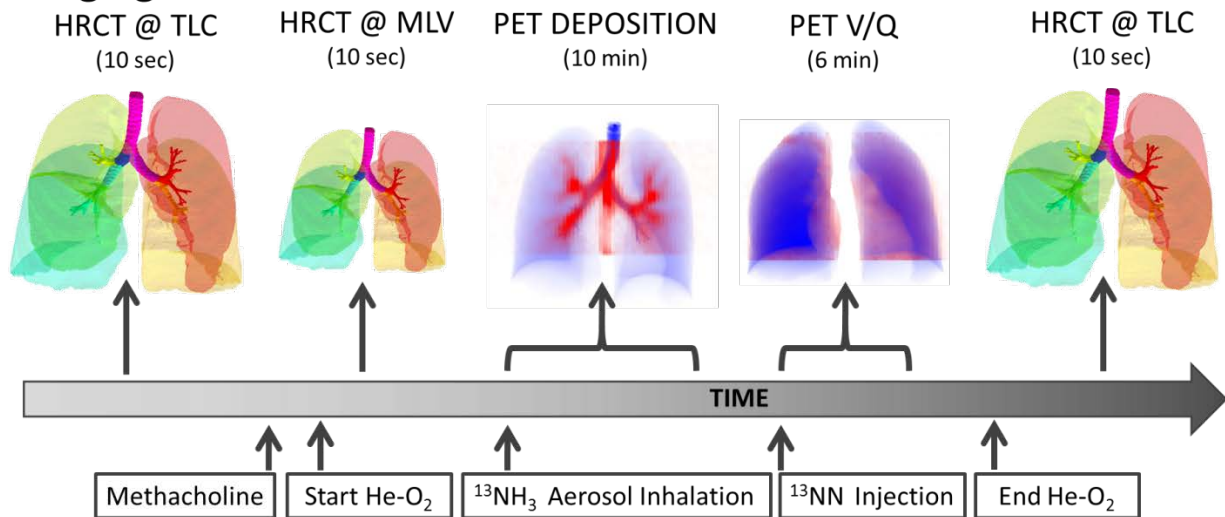 HRCT @ TLC
(10 sec)
HRCT @ MLV
(10 sec)
PET DEPOSITION
(10 min)
PET V/Q
(6 min)
HRCT @ TLC
(10 sec)
TIME
Methacholine
Start He-O₂
¹³NH₃ Aerosol Inhalation
¹³NN Injection
End He-O₂